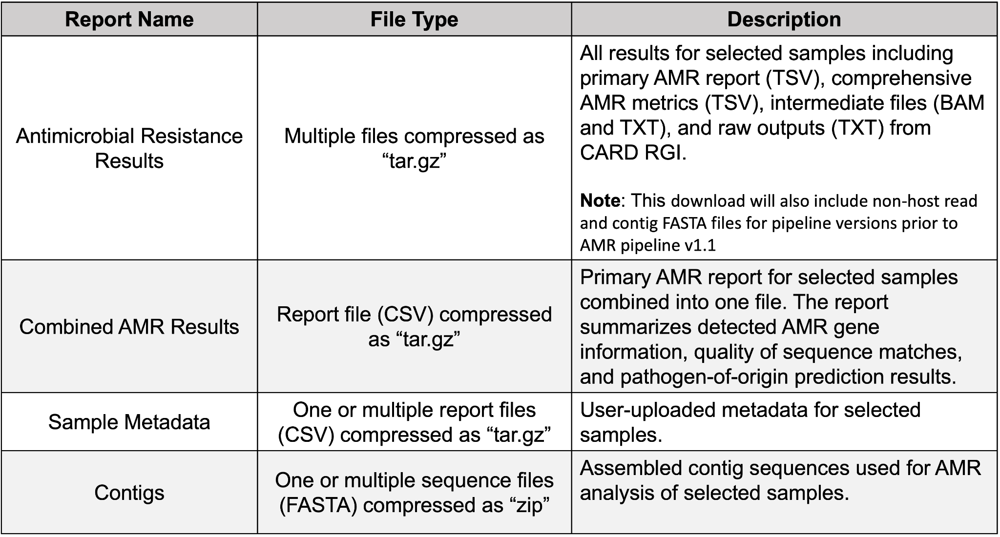 Report Name
File Type
Description
Antimicrobial Resistance
Results
Multiple files compressed as
“tar.gz”
All results for selected samples including
primary AMR report (TSV), comprehensive
AMR metrics (TSV), intermediate files (BAM
and TXT), and raw outputs (TXT) from
CARD RGI.
Note: This download will also include non-host read
and contig FASTA files for pipeline versions prior to
AMR pipeline v1.1
Combined AMR Results
Report file (CSV) compressed
as “tar.gz”
Primary AMR report for selected samples
combined into one file. The report
summarizes detected AMR gene
information, quality of sequence matches,
and pathogen-of-origin prediction results.
Sample Metadata
One or multiple report files
(CSV) compressed as “tar.gz”
User-uploaded metadata for selected
samples.
Contigs
One or multiple sequence files
(FASTA) compressed as “zip”
Assembled contig sequences used for AMR
analysis of selected samples.